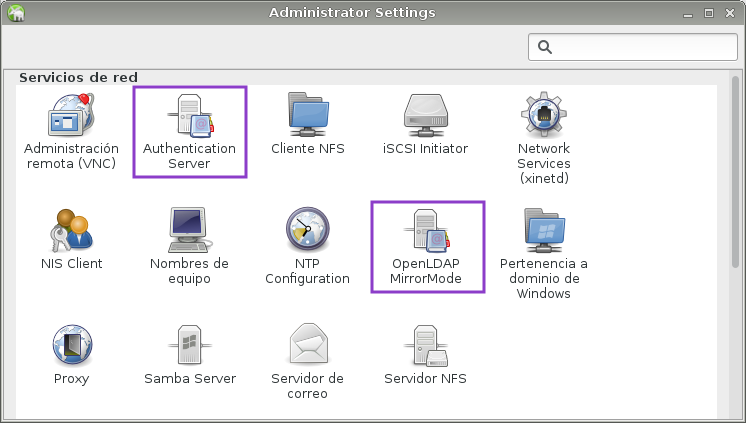 Administrator Settings
Servicios de red
Administración
remota (VNC)
Authentication
Server
Cliente NFS
iSCSI Initiator
Network
Services
(xinetd)
NIS Client
Nombres de
equipo
NTP
Configuration
OpenLDAP
MirrorMode
Pertenencia a
dominio de
Windows
Proxy
Samba Server
Servidor de
correo
Servidor NFS